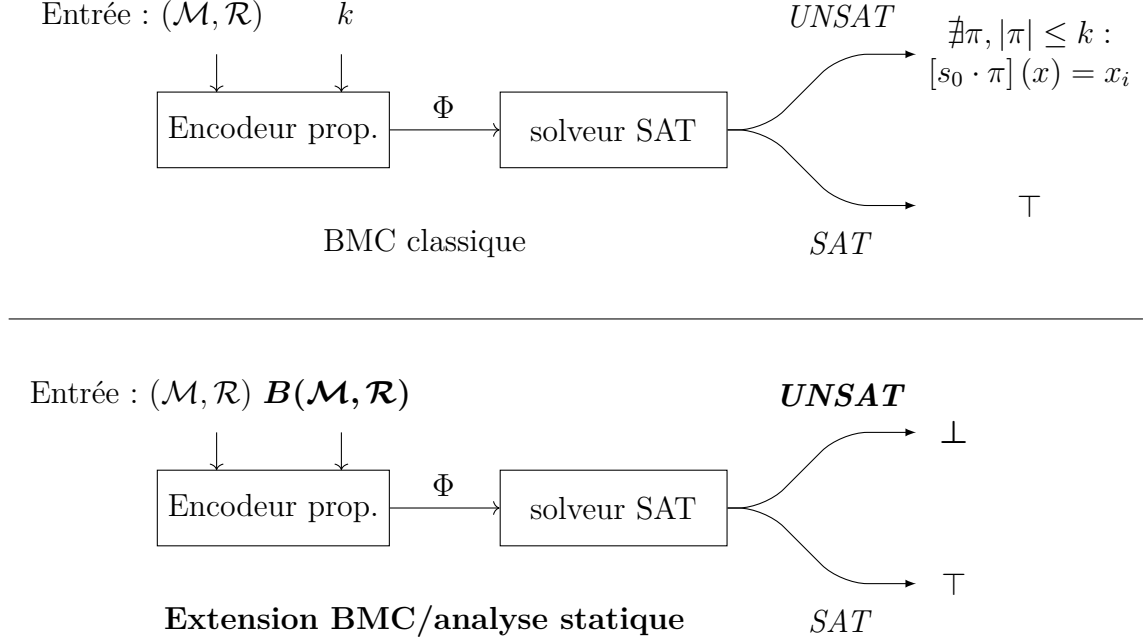 Entrée : (ℳ, ℛ) k
UNSAT
∄π, |π| ≤ k :
[s₀ · π] (x) = xᵢ
Encodeur prop.
Φ
solveur SAT
⊤
BMC classique
SAT
Entrée : (ℳ, ℛ) B(ℳ, ℛ)
UNSAT
⊥
Encodeur prop.
Φ
solveur SAT
⊤
Extension BMC/analyse statique
SAT